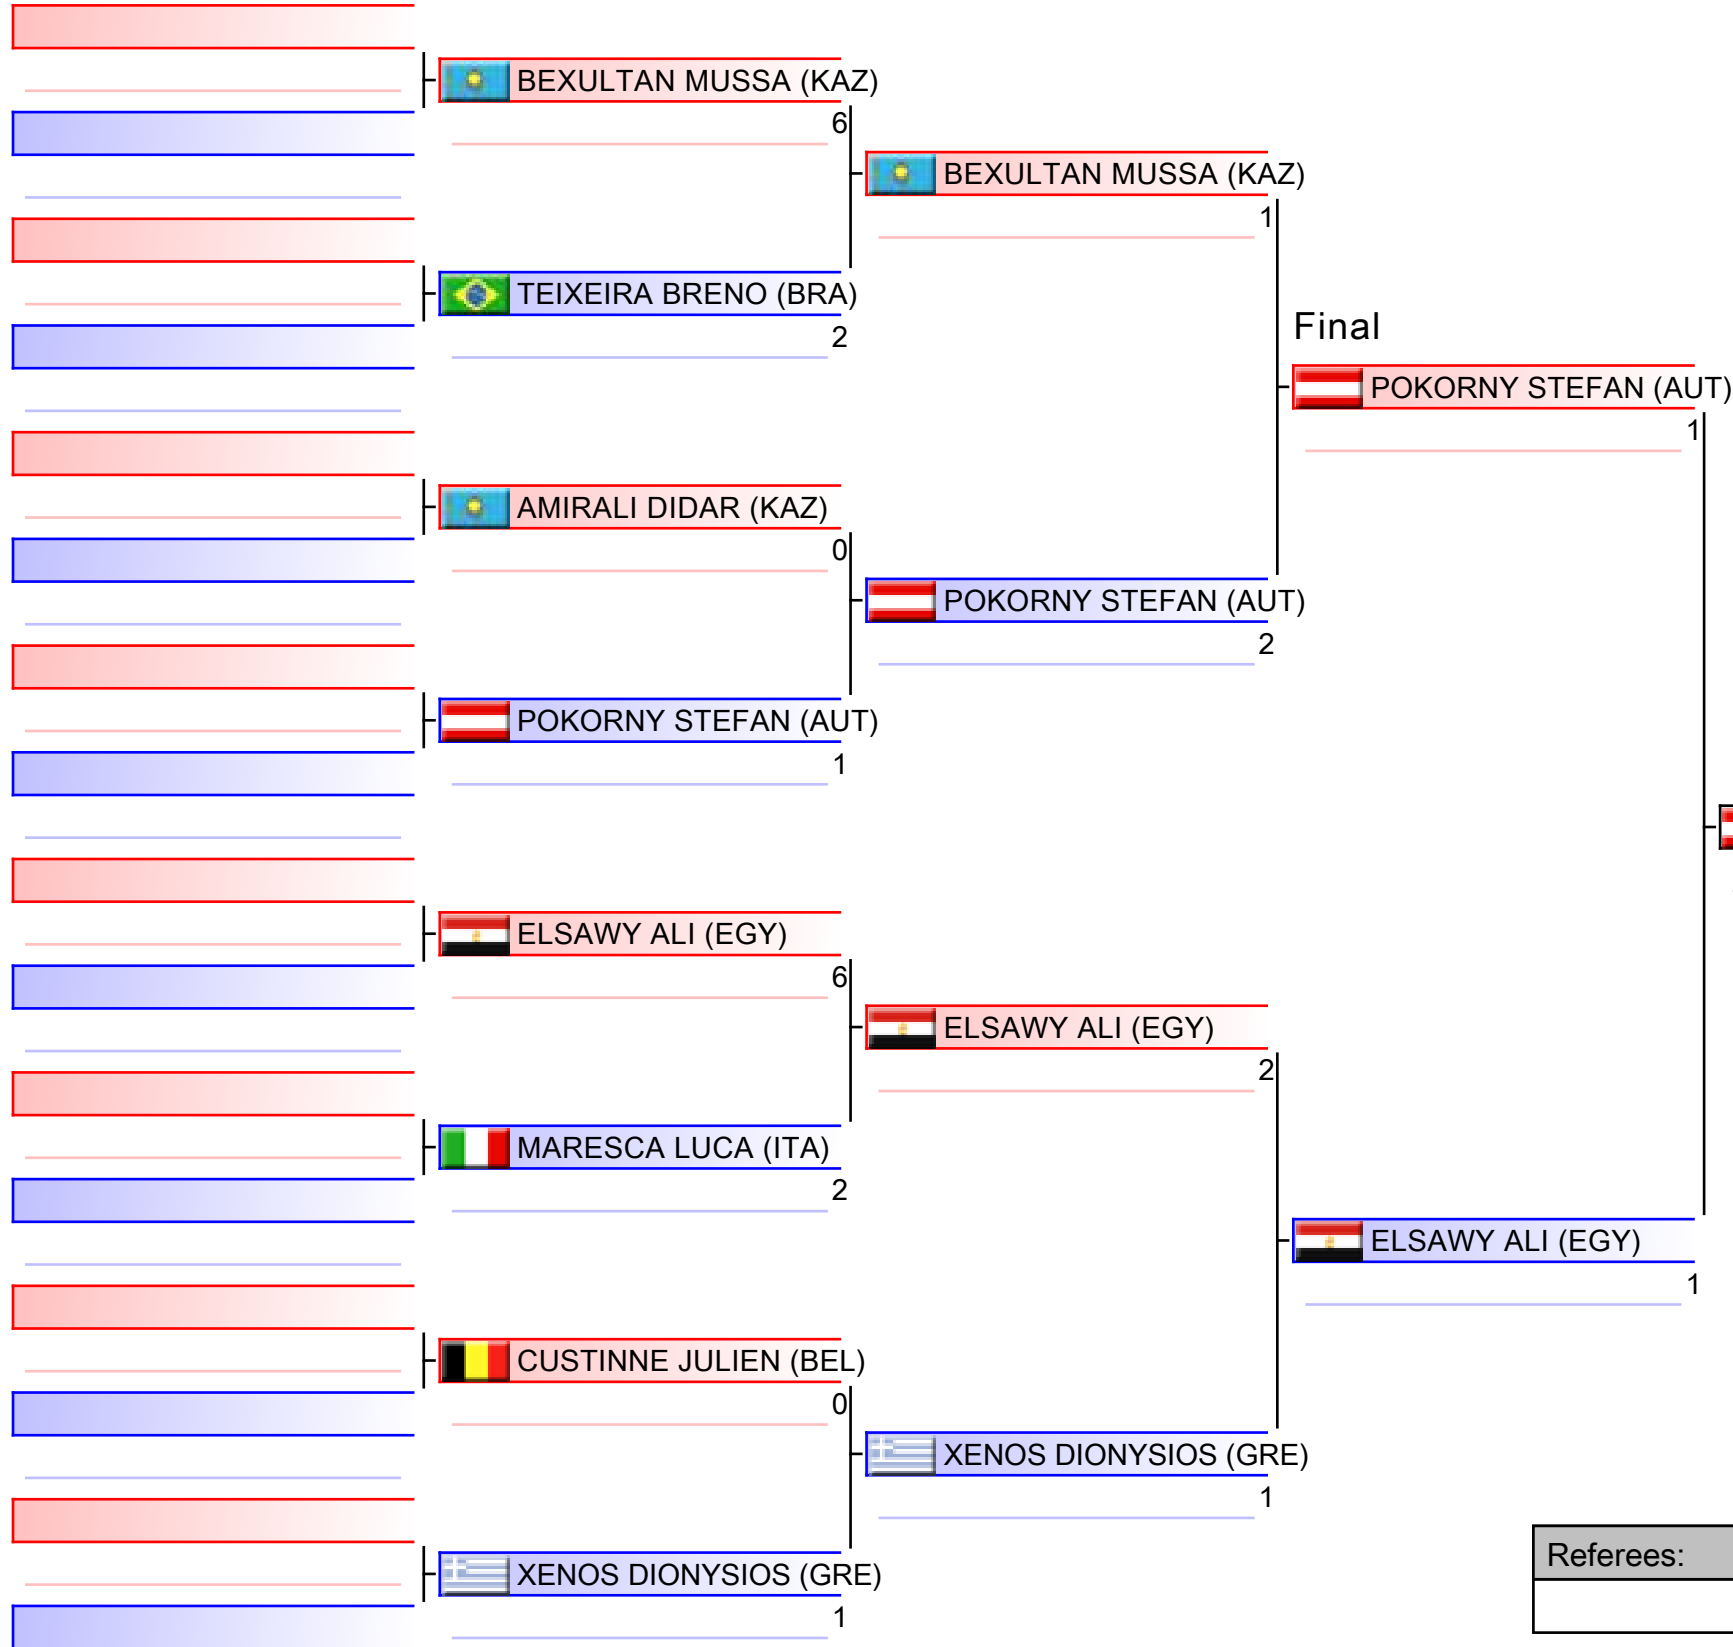 BEXULTAN MUSSA (KAZ)
6
BEXULTAN MUSSA (KAZ)
1
TEIXEIRA BRENO (BRA)
2
Final
POKORNY STEFAN (AUT)
1
AMIRALI DIDAR (KAZ)
0
POKORNY STEFAN (AUT)
2
POKORNY STEFAN (AUT)
1
ELSAWY ALI (EGY)
6
ELSAWY ALI (EGY)
2
MARESCA LUCA (ITA)
2
ELSAWY ALI (EGY)
1
CUSTINNE JULIEN (BEL)
0
XENOS DIONYSIOS (GRE)
1
Referees:
XENOS DIONYSIOS (GRE)
1